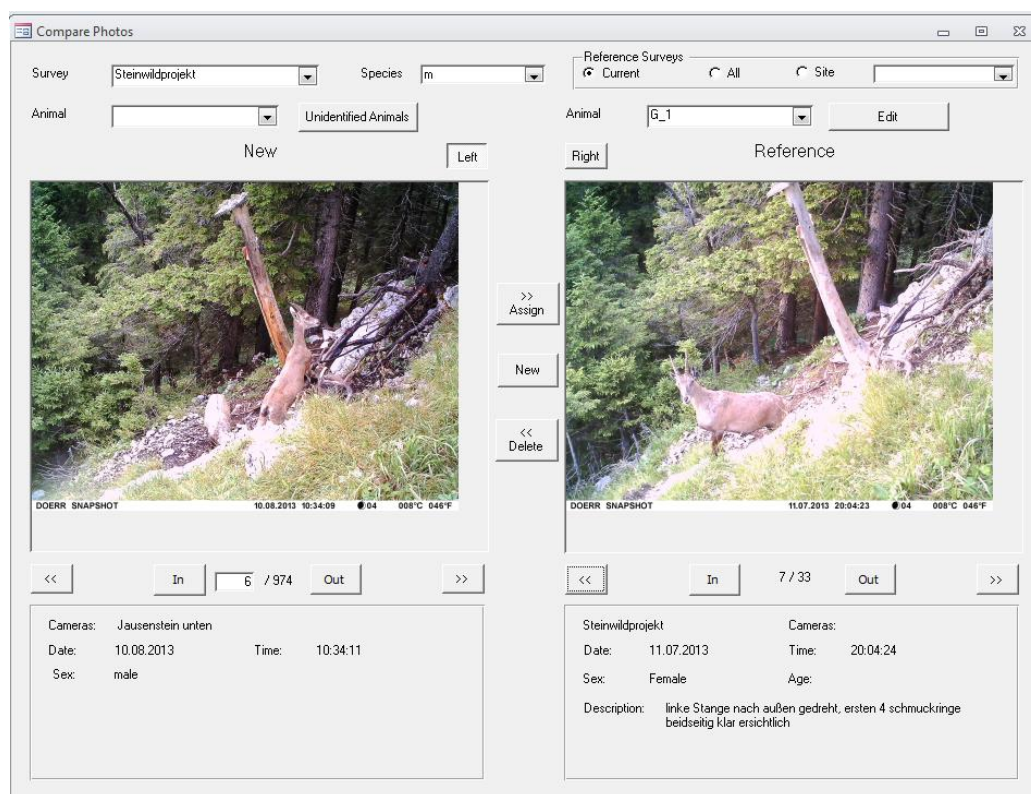 Compare Photos
Reference Surveys
Survey Steinwildprojekt Species m Current All Site
Animal Unidentified Animals Animal G_1 Edit
New Left Right Reference
DOERR SNAPSHOT 10.08.2013 10:34:09 04 008°C 046°F
DOERR SNAPSHOT 11.07.2013 20:04:23 04 008°C 046°F
>>
Assign
New
<<
Delete
<< In 6 / 974 Out >>
<< In 7 / 33 Out >>
Cameras: Jausenstein unten
Date: 10.08.2013 Time: 10:34:11
Sex: male
Steinwildprojekt Cameras:
Date: 11.07.2013 Time: 20:04:24
Sex: Female Age:
Description: linke Stange nach außen gedreht, ersten 4 schmuckringe
beidseitig klar ersichtlich